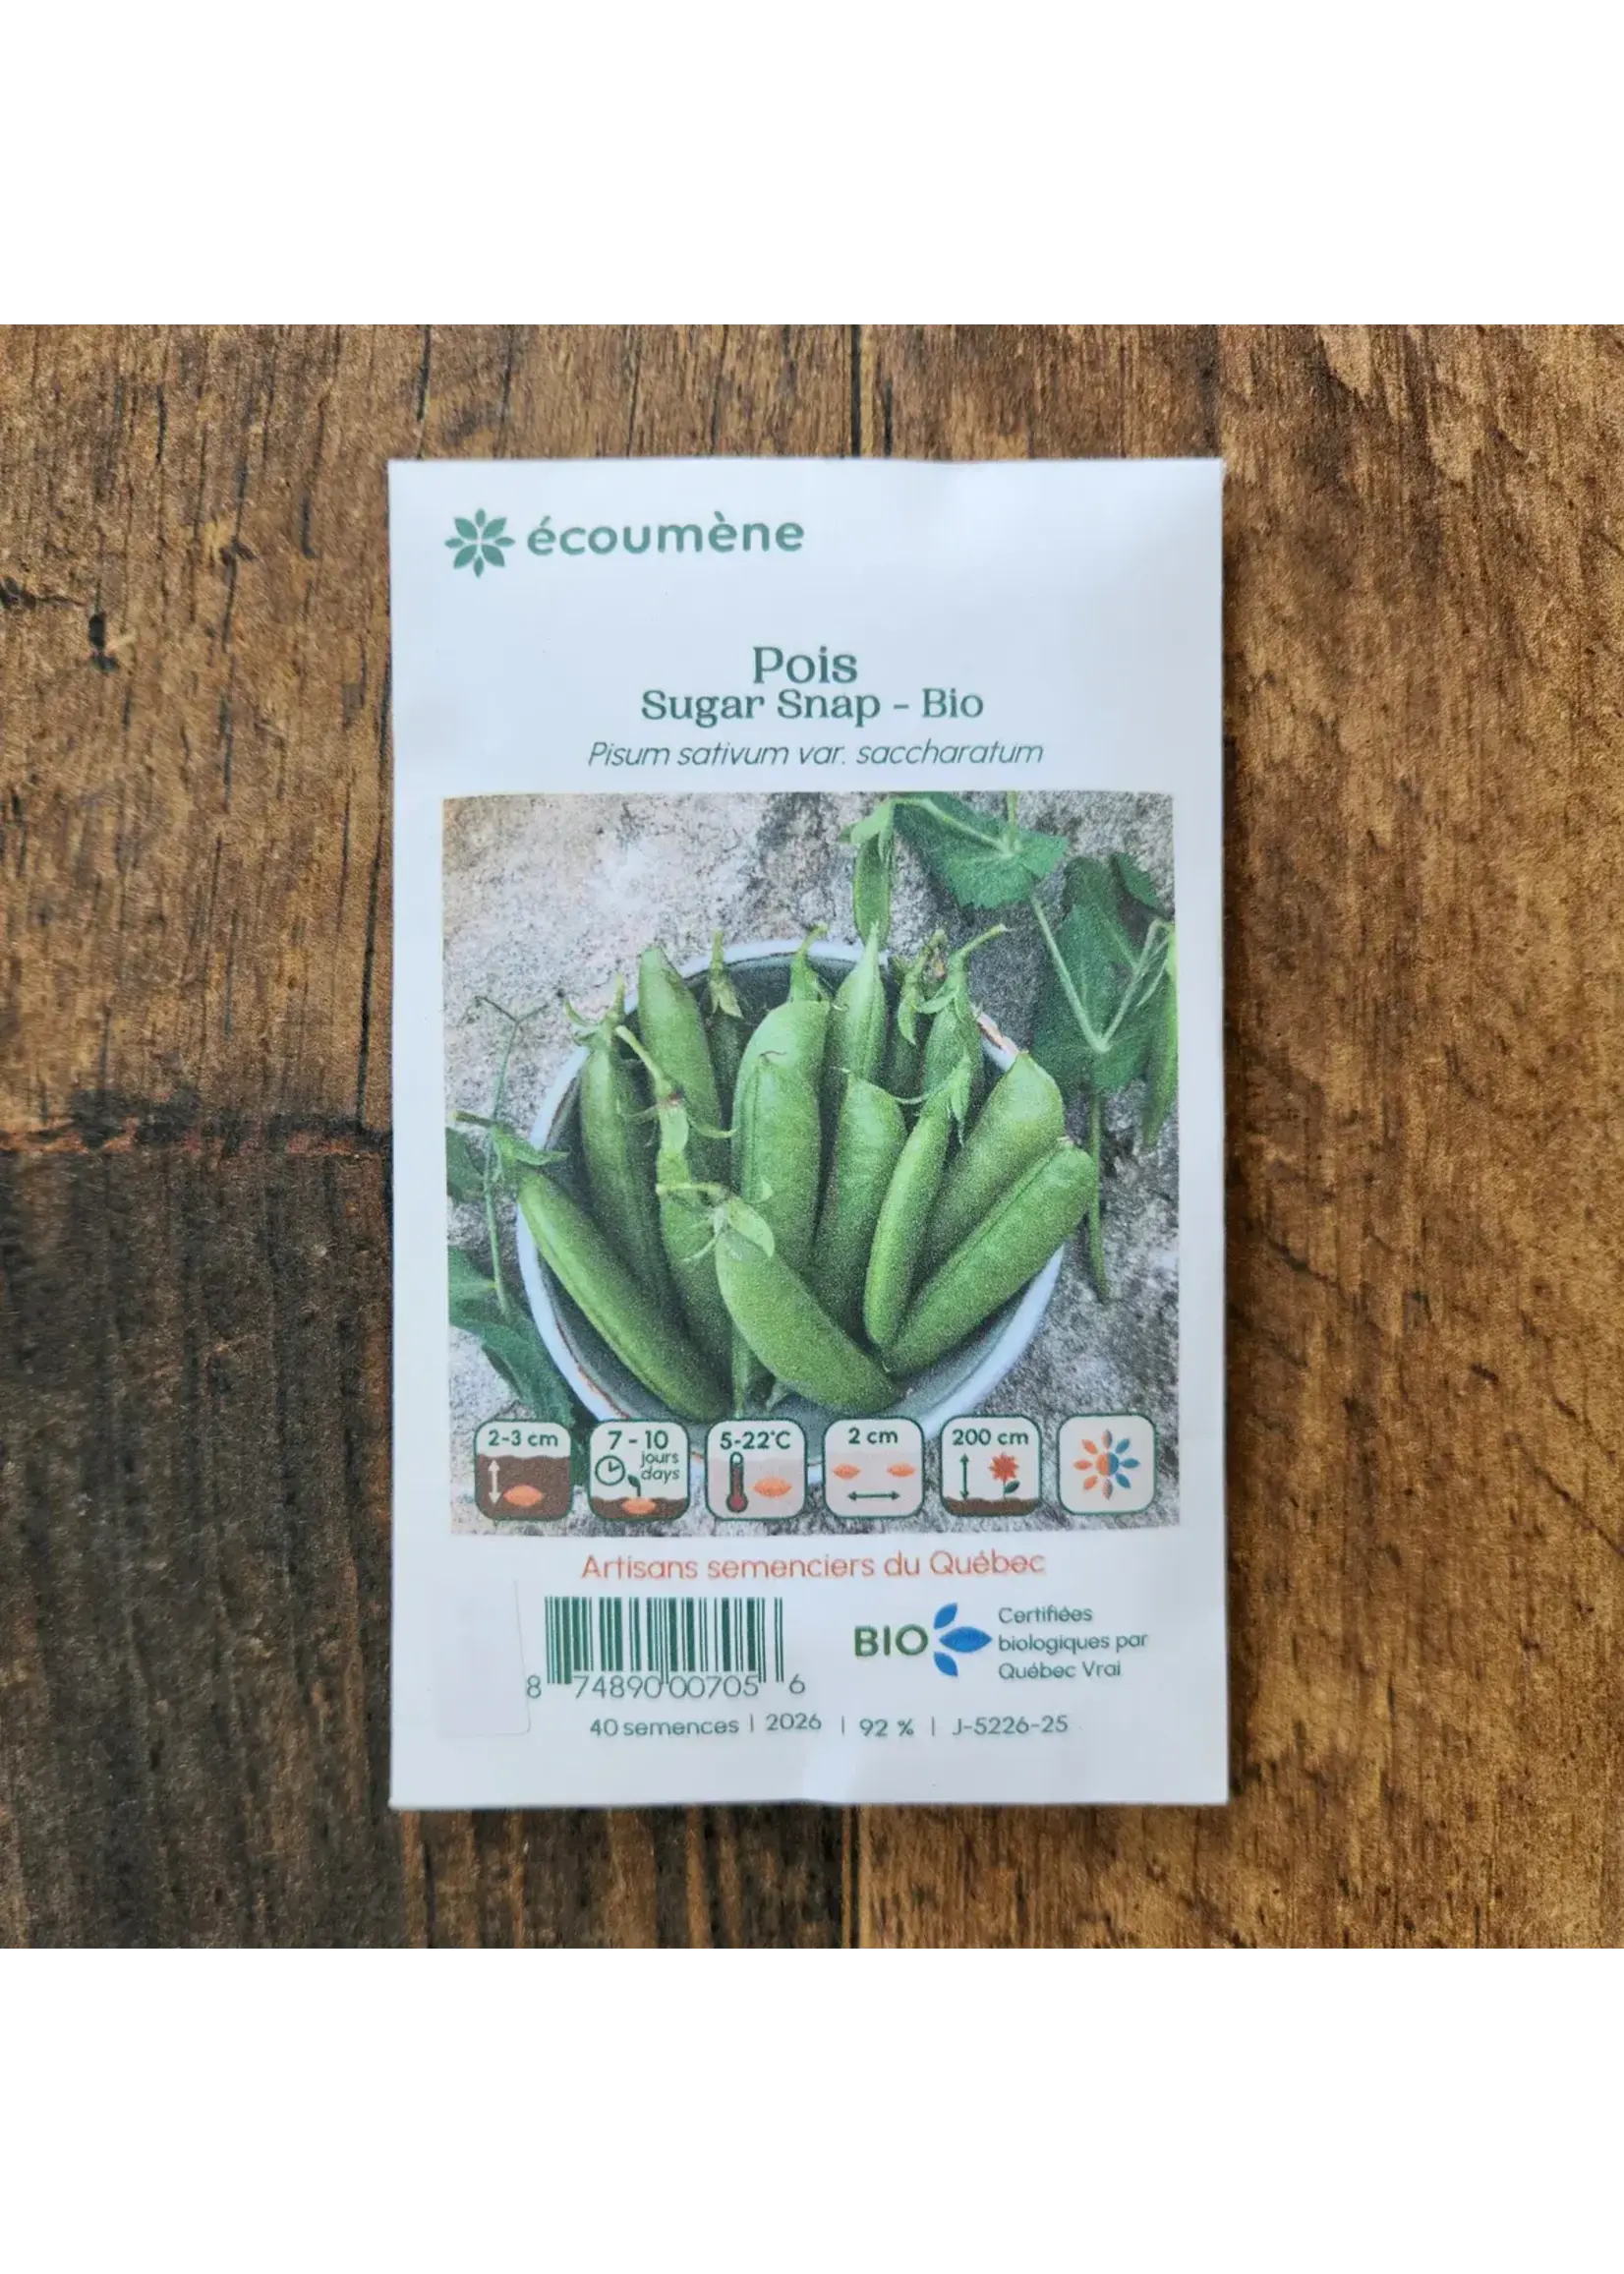 écoumène
Pois
Sugar Snap - Bio
Pisum sativum var. saccharatum
2-3 cm
7 - 10
jours
days
5-22°C
2 cm
200 cm
Artisans semenciers du Québec
8 74890 00705 6
BIO
Certifiées
biologiques par
Québec Vrai
40 semences | 2026 | 92 % | J-5226-25